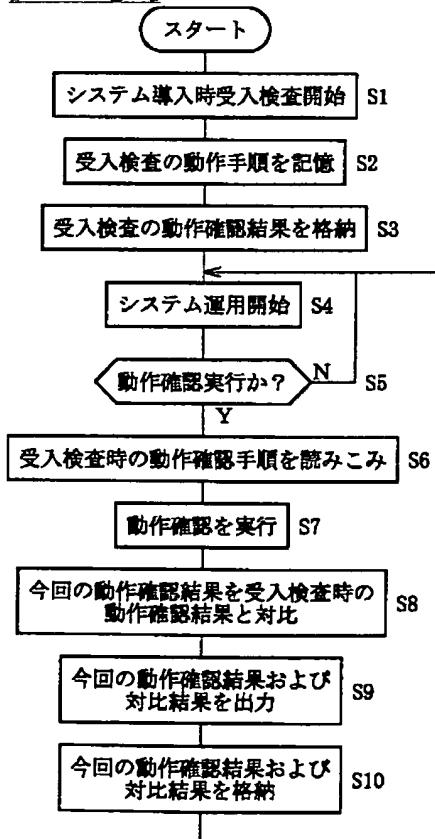 スタート
システム導入時受入検査開始 S1
受入検査の動作手順を記憶 S2
受入検査の動作確認結果を格納 S3
システム運用開始 S4
動作確認実行か? N S5
Y
受入検査時の動作確認手順を読みこみ S6
動作確認を実行 S7
今回の動作確認結果を受入検査時の
動作確認結果と対比 S8
今回の動作確認結果および
対比結果を出力 S9
今回の動作確認結果および
対比結果を格納 S10